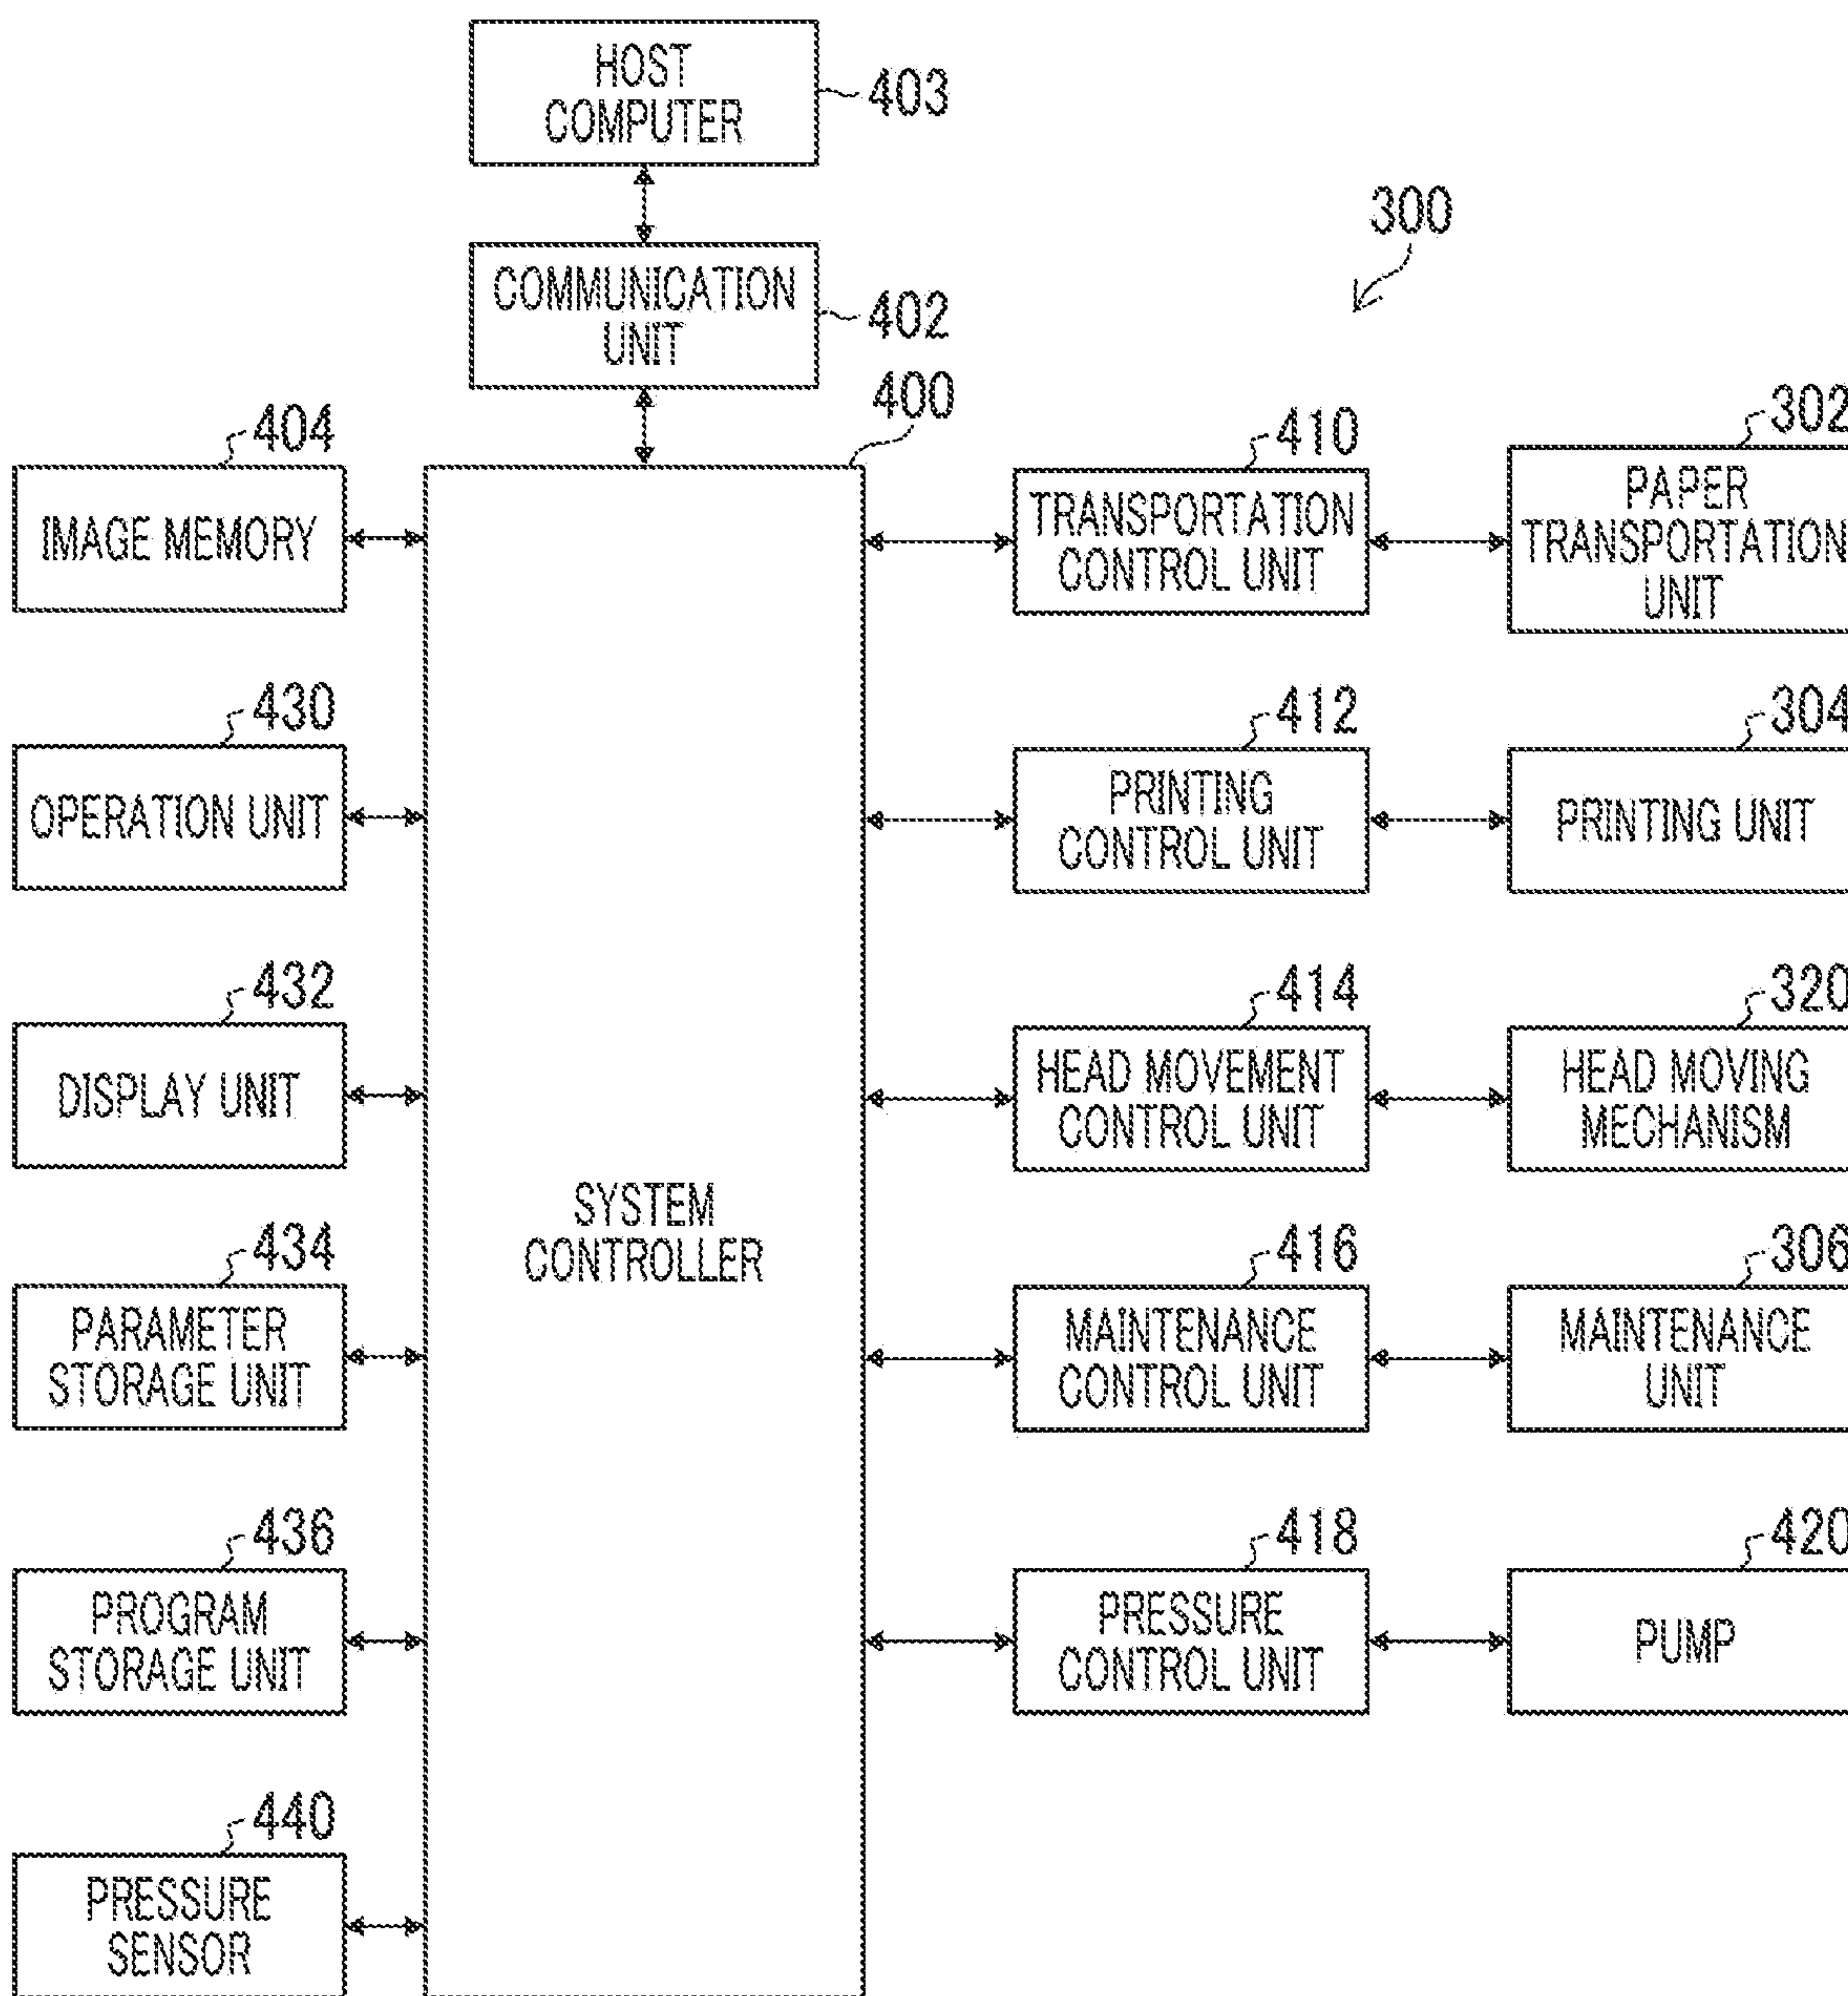 HOST
COMPUTER
403
300
COMMUNICATION
UNIT
402
400
404
IMAGE MEMORY
430
OPERATION UNIT
432
DISPLAY UNIT
434
PARAMETER
STORAGE UNIT
436
PROGRAM
STORAGE UNIT
440
PRESSURE
SENSOR
SYSTEM
CONTROLLER
410
TRANSPORTATION
CONTROL UNIT
302
PAPER
TRANSPORTATION
UNIT
412
PRINTING
CONTROL UNIT
304
PRINTING UNIT
414
HEAD MOVEMENT
CONTROL UNIT
320
HEAD MOVING
MECHANISM
416
MAINTENANCE
CONTROL UNIT
306
MAINTENANCE
UNIT
418
PRESSURE
CONTROL UNIT
420
PUMP